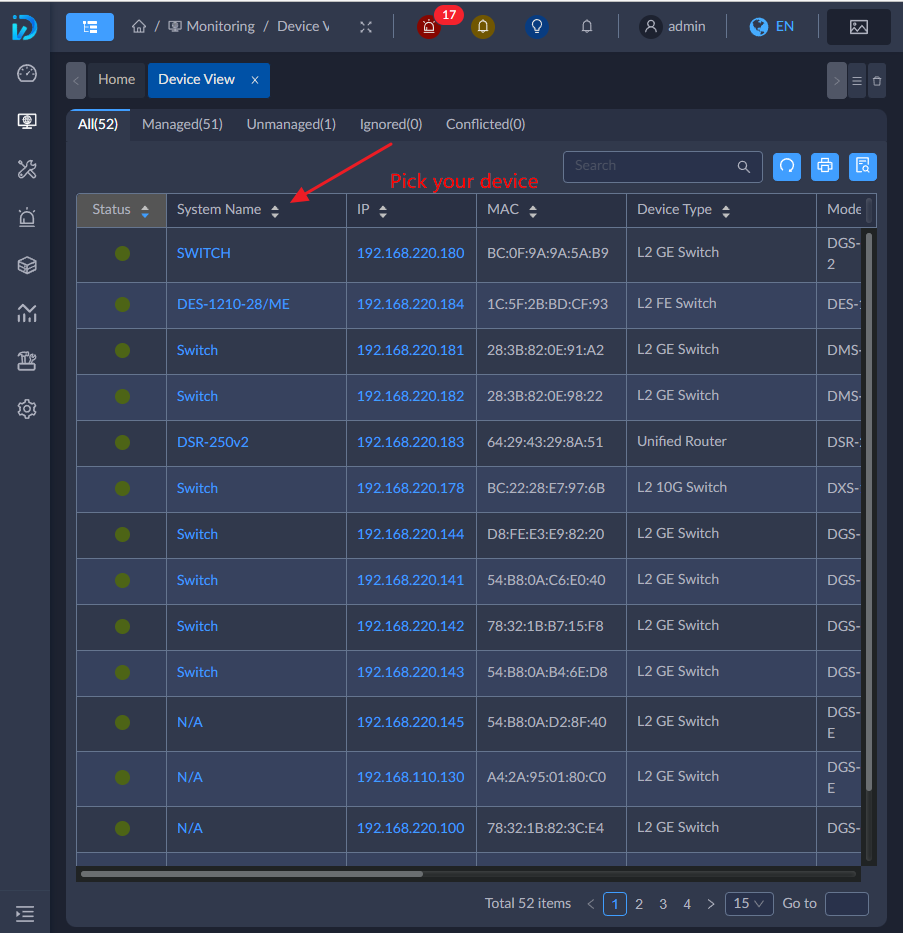 17
/ Monitoring / Device V
admin
EN
Home
Device View ×
All(52) Managed(51) Unmanaged(1) Ignored(0) Conflicted(0)
Search
Pick your device
Status System Name IP MAC Device Type Mode
SWITCH 192.168.220.180 BC:0F:9A:9A:5A:B9 L2 GE Switch DGS-
2
DES-1210-28/ME 192.168.220.184 1C:5F:2B:BD:CF:93 L2 FE Switch DES-
Switch 192.168.220.181 28:3B:82:0E:91:A2 L2 GE Switch DMS-
Switch 192.168.220.182 28:3B:82:0E:98:22 L2 GE Switch DMS-
DSR-250v2 192.168.220.183 64:29:43:29:8A:51 Unified Router DSR-
Switch 192.168.220.178 BC:22:28:E7:97:6B L2 10G Switch DXS-
Switch 192.168.220.144 D8:FE:E3:E9:82:20 L2 GE Switch DGS-
Switch 192.168.220.141 54:B8:0A:C6:E0:40 L2 GE Switch DGS-
Switch 192.168.220.142 78:32:1B:B7:15:F8 L2 GE Switch DGS-
Switch 192.168.220.143 54:B8:0A:B4:6E:D8 L2 GE Switch DGS-
N/A 192.168.220.145 54:B8:0A:D2:8F:40 L2 GE Switch DGS-
E
N/A 192.168.110.130 A4:2A:95:01:80:C0 L2 GE Switch DGS-
E
N/A 192.168.220.100 78:32:1B:82:3C:E4 L2 GE Switch DGS-
Total 52 items < 1 2 3 4 > 15 Go to